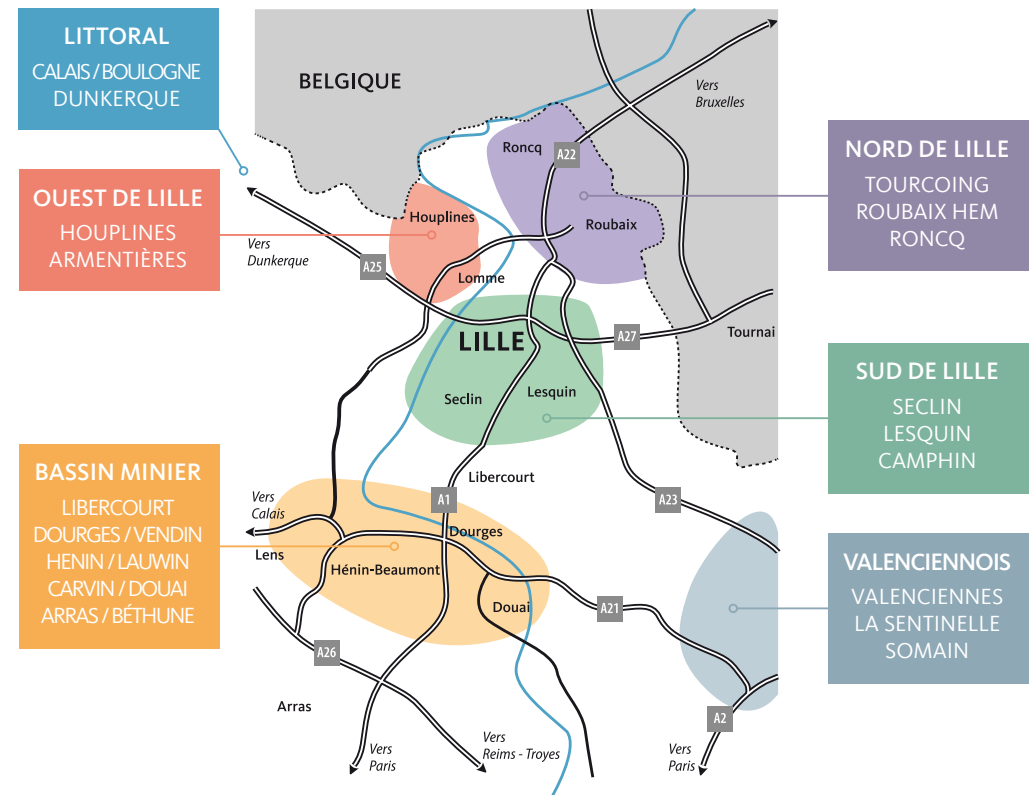 LITTORAL
CALAIS / BOULOGNE
DUNKERQUE
OUEST DE LILLE
HOUPLINES
ARMENTIÈRES
BASSIN MINIER
LIBERCOURT
DOURGES / VENDIN
HENIN / LAUWIN
CARVIN / DOUAI
ARRAS / BÉTHUNE
BELGIQUE
Vers
Bruxelles
Roncq
A22
Houplines
Roubaix
Vers
Dunkerque
A25
Lomme
LILLE
A27
Tournai
Seclin
Lesquin
Libercourt
Vers
Calais
A1
A23
Dourges
Lens
Hénin-Beaumont
Douai
A21
A26
Arras
A2
Vers
Paris
Vers
Reims - Troyes
Vers
Paris
NORD DE LILLE
TOURCOING
ROUBAIX HEM
RONCQ
SUD DE LILLE
SECLIN
LESQUIN
CAMPHIN
VALENCIENNOIS
VALENCIENNES
LA SENTINELLE
SOMAIN